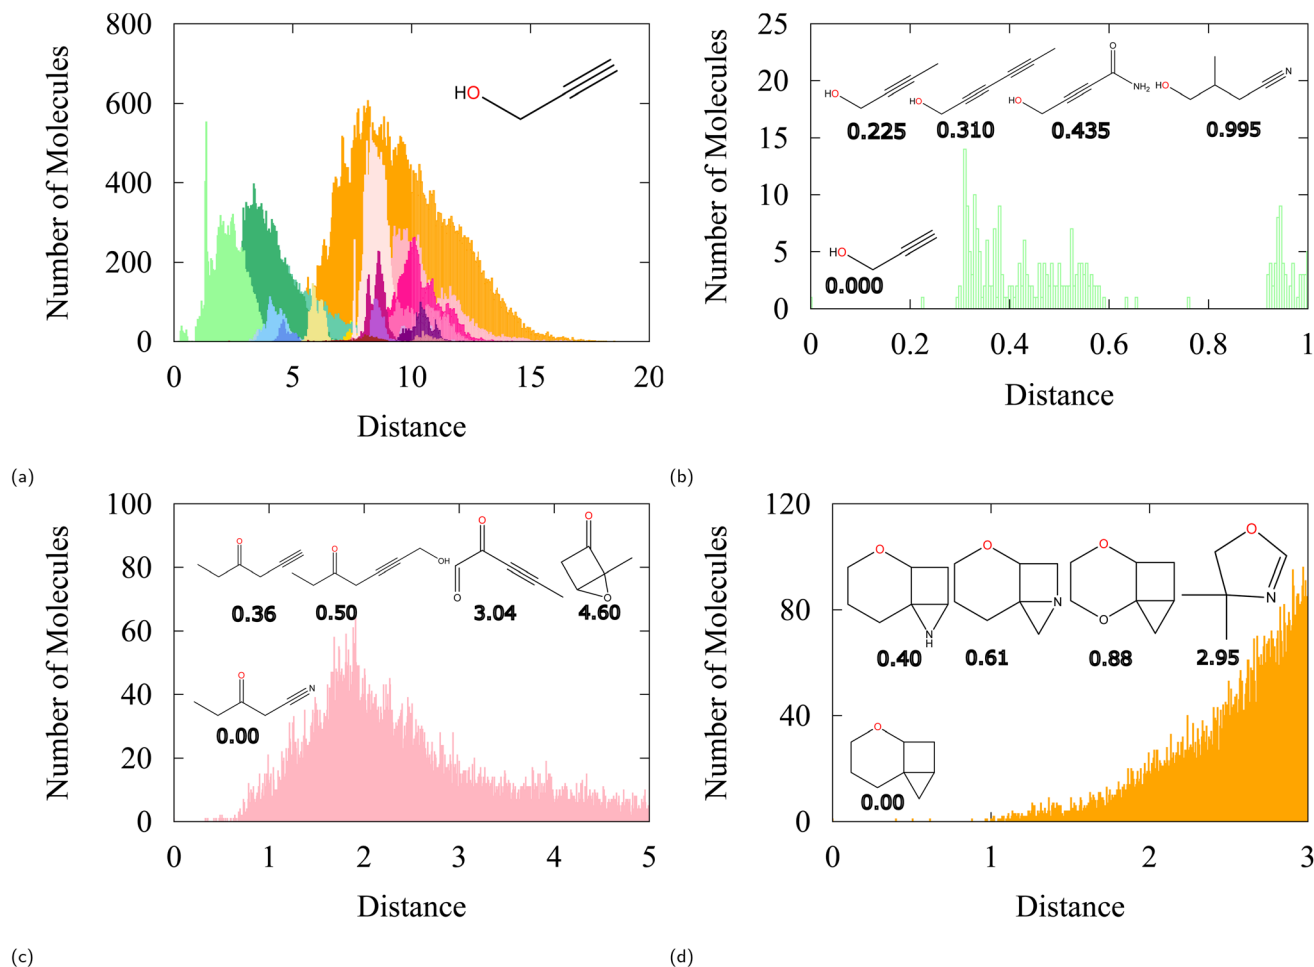 800
600
400
200
0
0 5 10 15 20
Number of Molecules
Distance
HO
(a)
25
20
15
10
5
0
0 0.2 0.4 0.6 0.8 1
Number of Molecules
Distance
HO
0.225
HO
0.310
HO O NH₂
0.435
HO N
0.995
HO
0.000
(b)
100
80
60
40
20
0
0 1 2 3 4 5
Number of Molecules
Distance
O
0.36
O OH
0.50
O O
3.04
O O
4.60
O N
0.00
(c)
120
80
40
0
0 1 2 3
Number of Molecules
Distance
O N H
0.40
O N
0.61
O O
0.88
O N
2.95
O
0.00
(d)